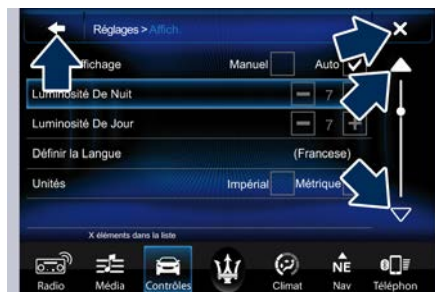 Réglages > Affich.
ffichage Manuel Auto
Luminosité De Nuit 7
Luminosité De Jour 7
Définir la Langue (Francese)
Unités Impérial Métrique
X éléments dans la liste
Radio Média Contrôles Climat NE Nav Téléphon